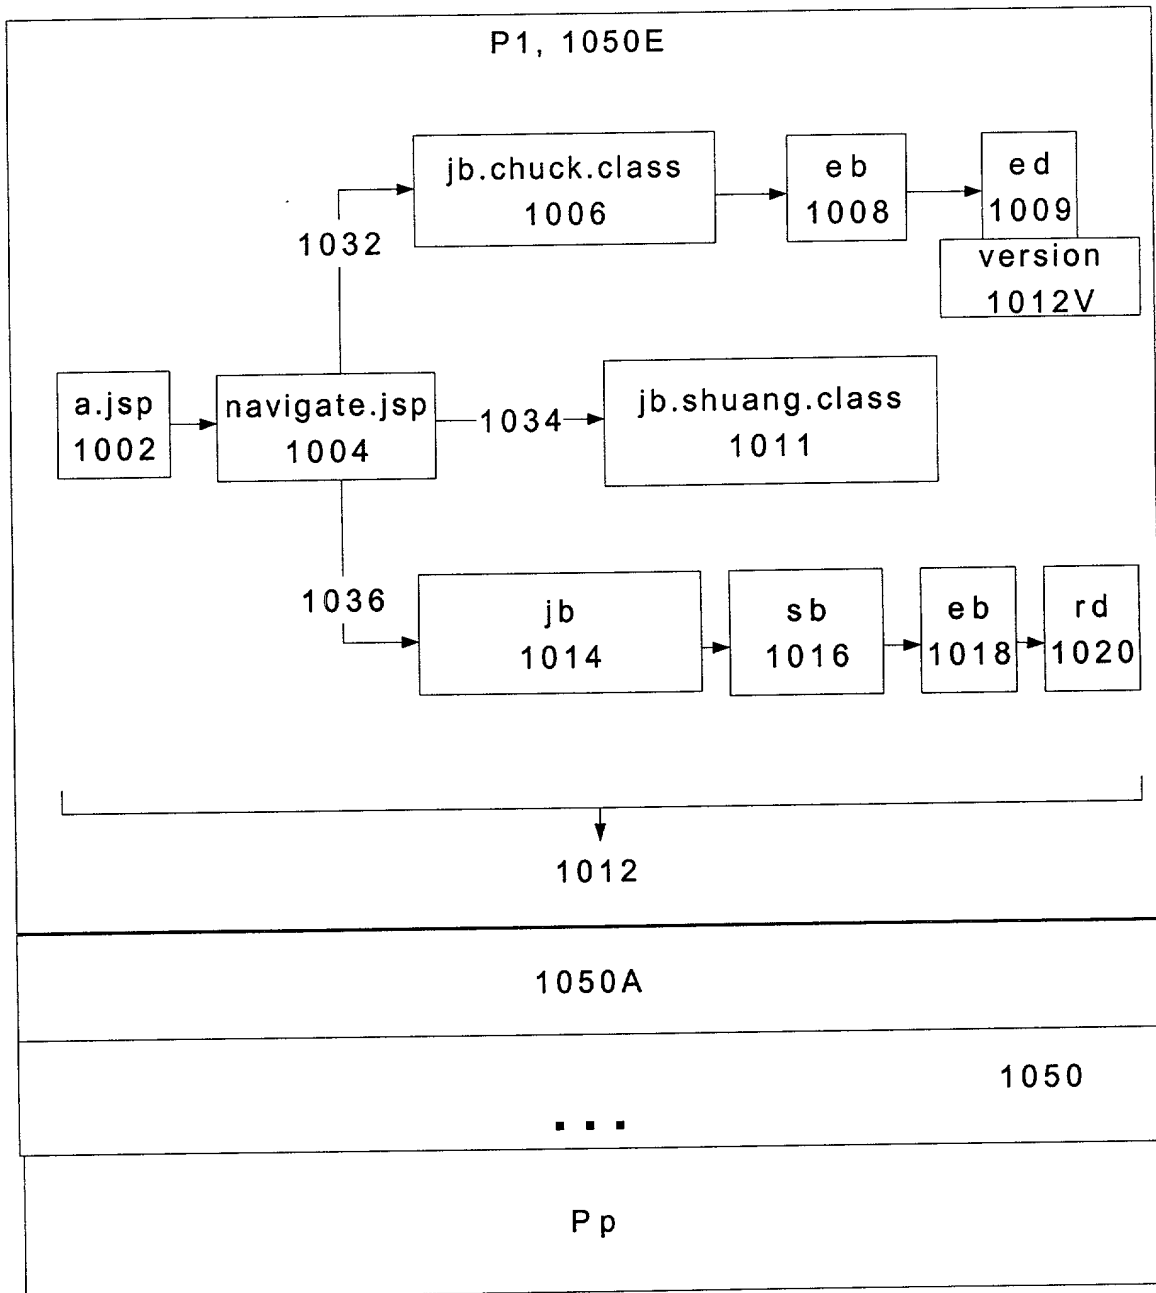 P1, 1050E
jb.chuck.class
1006
eb
1008
ed
1009
version
1012V
1032
a.jsp
1002
navigate.jsp
1004
1034
jb.shuang.class
1011
1036
jb
1014
sb
1016
eb
1018
rd
1020
1012
1050A
1050
...
Pp